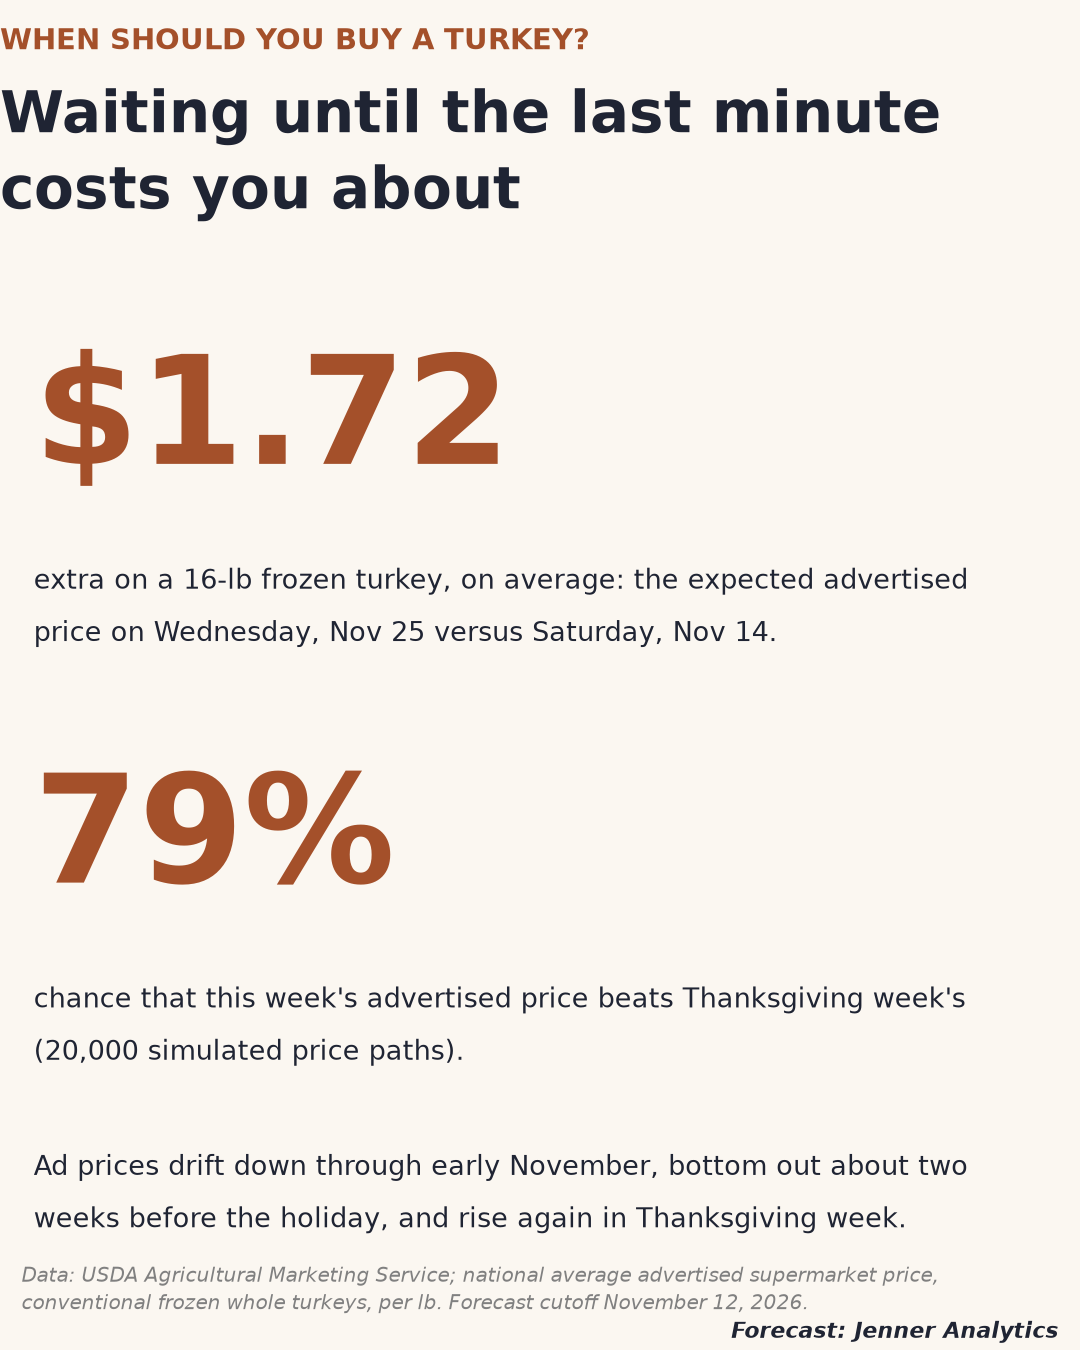 WHEN SHOULD YOU BUY A TURKEY?
Waiting until the last minute
costs you about
$1.72
extra on a 16-lb frozen turkey, on average: the expected advertised
price on Wednesday, Nov 25 versus Saturday, Nov 14.
79%
chance that this week's advertised price beats Thanksgiving week's
(20,000 simulated price paths).
Ad prices drift down through early November, bottom out about two
weeks before the holiday, and rise again in Thanksgiving week.
Data: USDA Agricultural Marketing Service; national average advertised supermarket price,
conventional frozen whole turkeys, per lb. Forecast cutoff November 12, 2026.
Forecast: Jenner Analytics